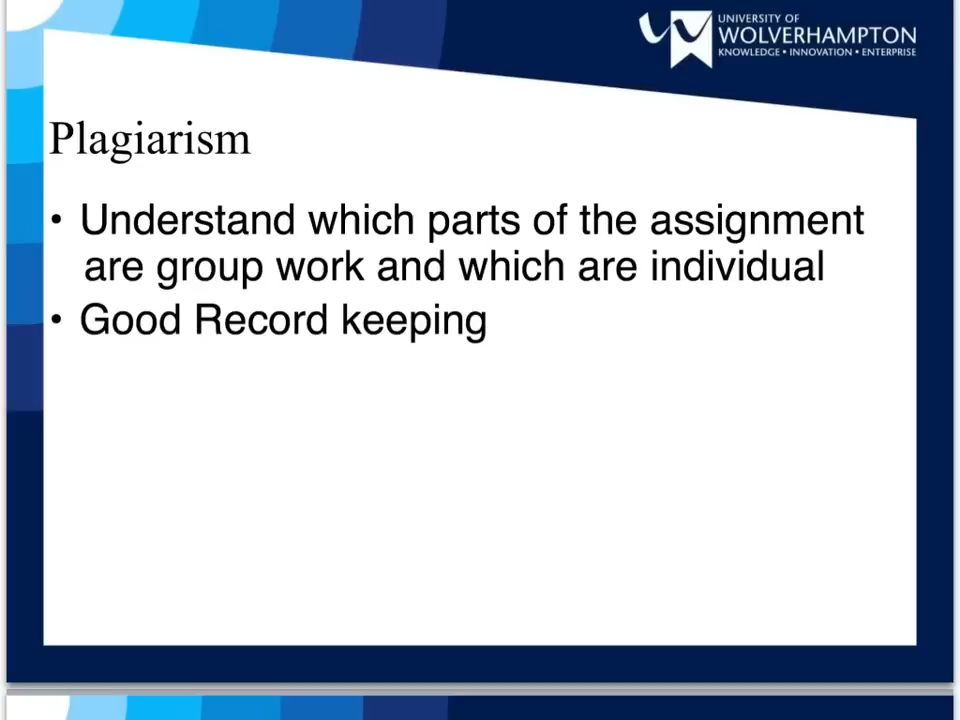 UNIVERSITY OF
WOLVERHAMPTON
KNOWLEDGE • INNOVATION • ENTERPRISE
Plagiarism
• Understand which parts of the assignment
are group work and which are individual
• Good Record keeping